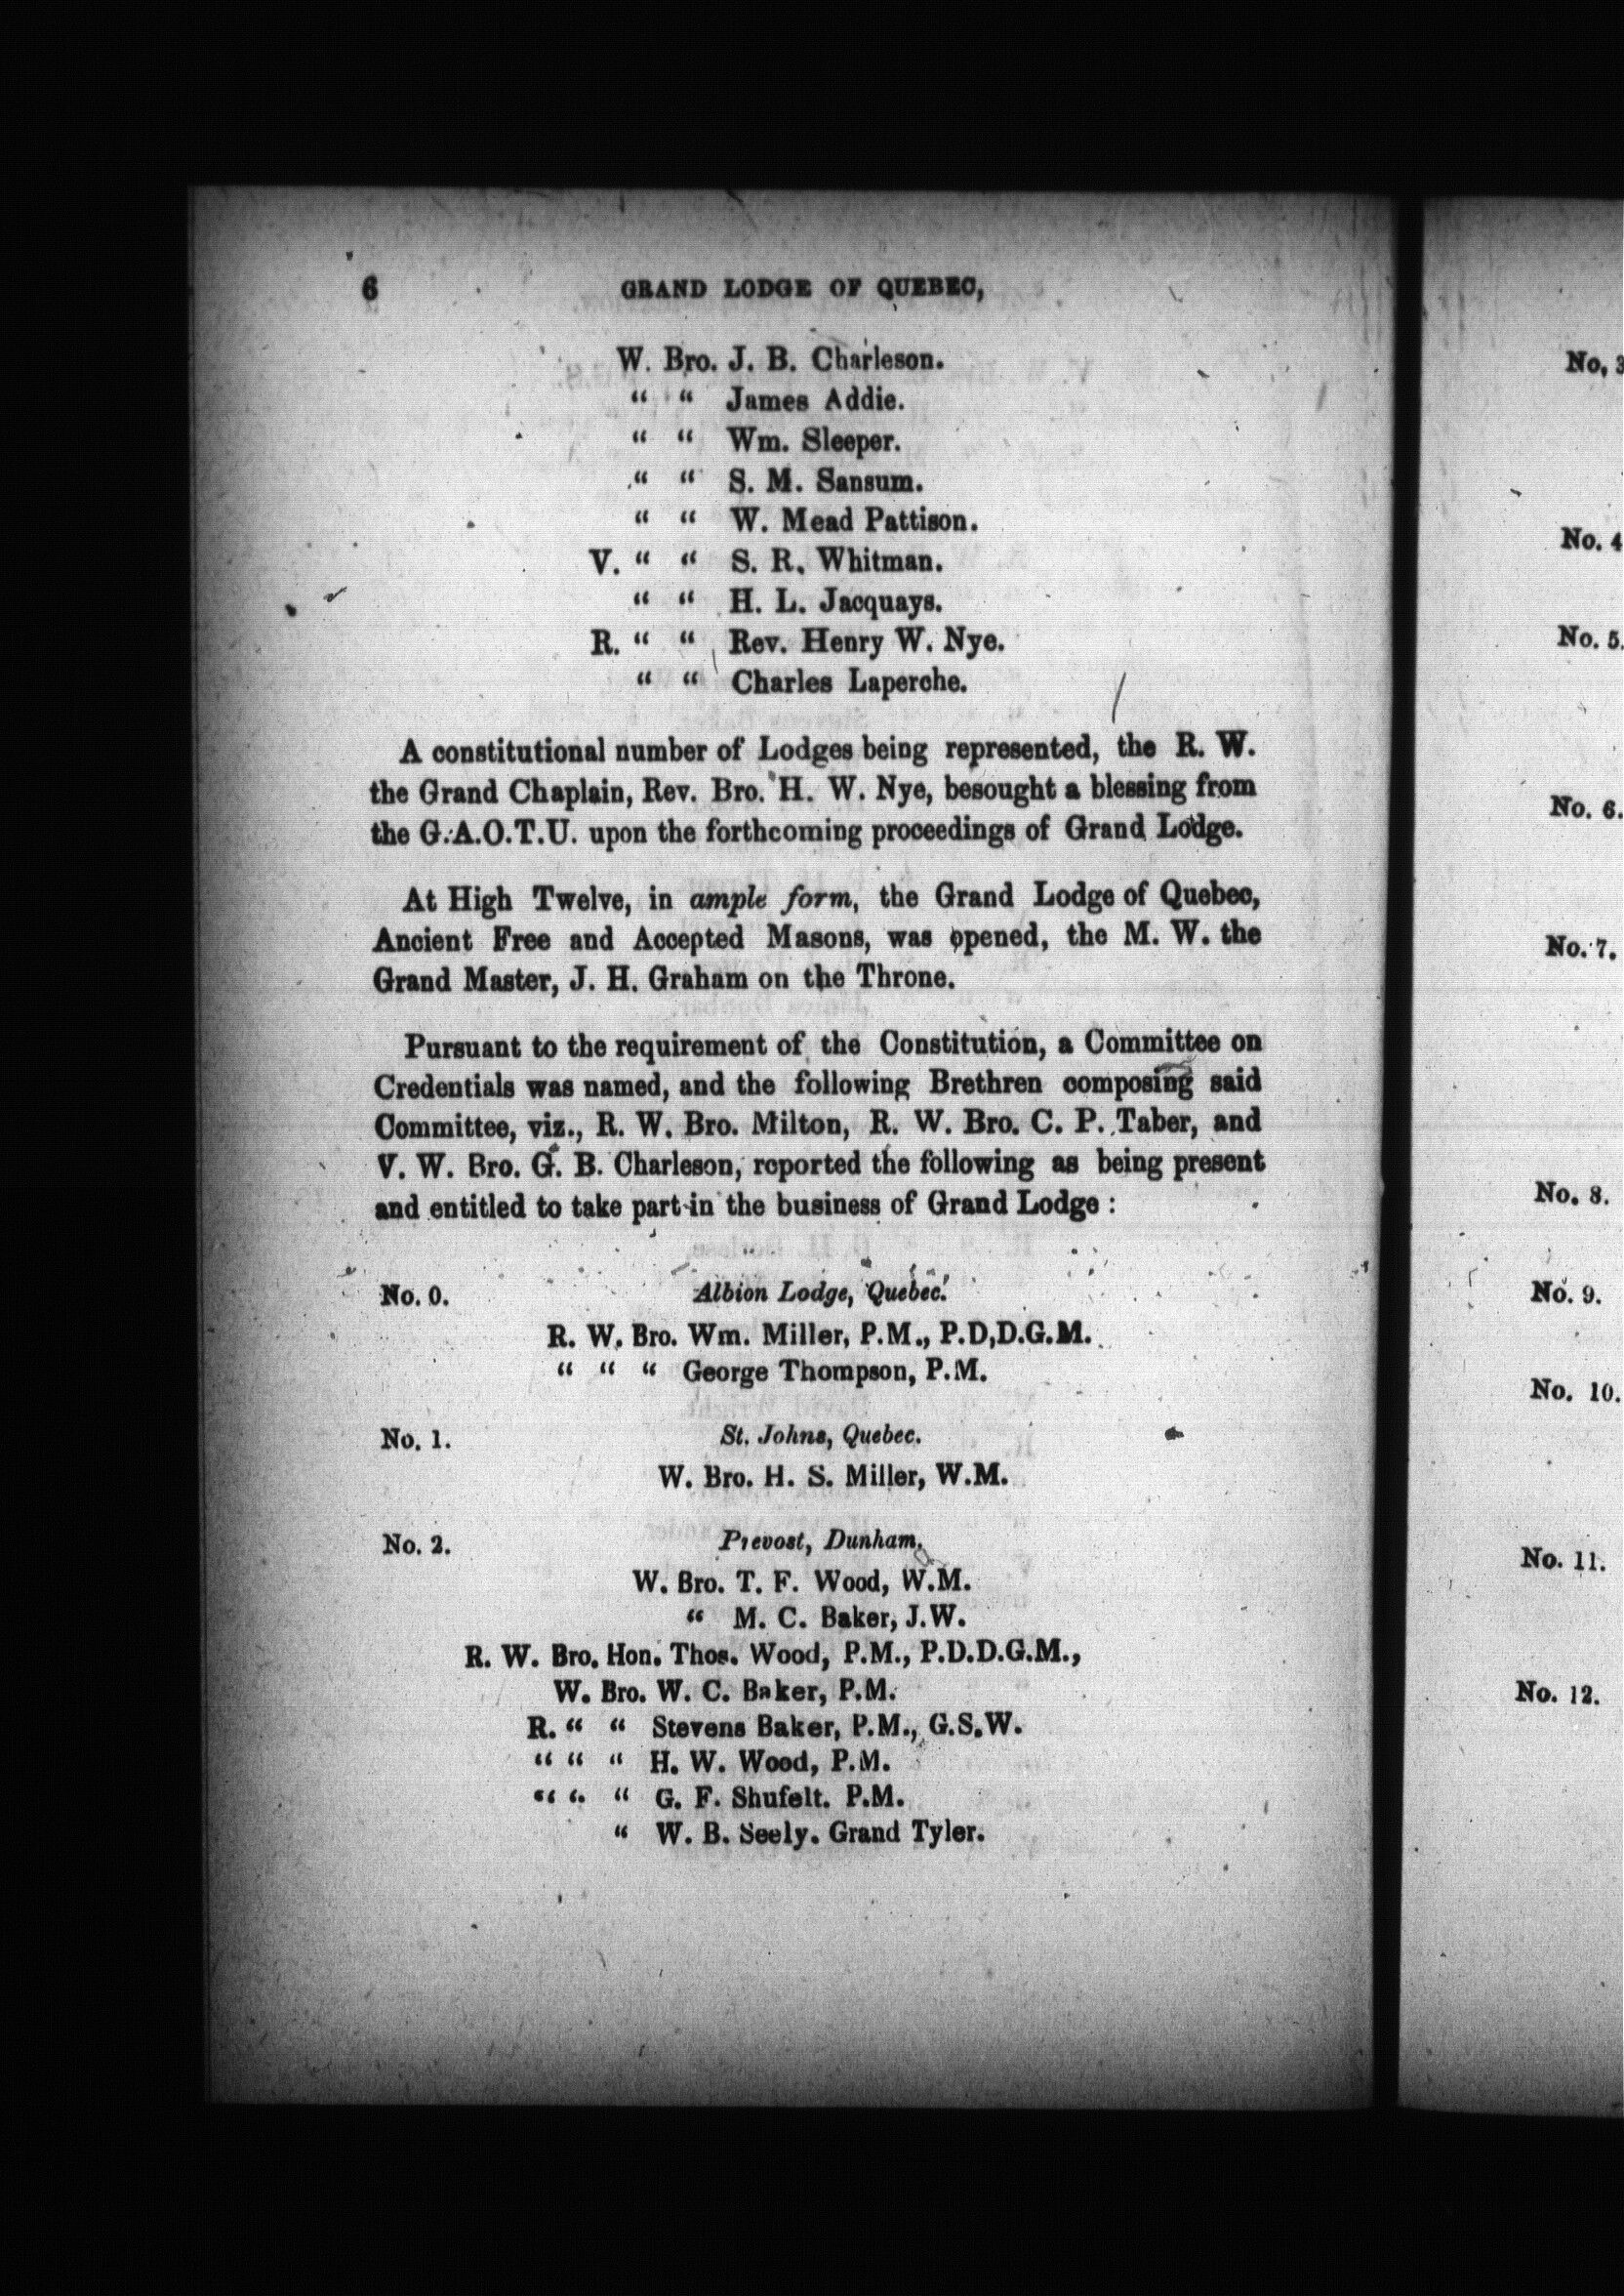 6 GRAND LODGE OF QUEBEC,
W. Bro. J. B. Charleson.
“ “ James Addie.
“ “ Wm. Sleeper.
“ “ S. M. Sansum.
“ “ W. Mead Pattison.
V. “ “ S. R. Whitman.
“ “ H. L. Jacquays.
R. “ “ Rev. Henry W. Nye.
“ “ Charles Laperche.
A constitutional number of Lodges being represented, the R. W.
the Grand Chaplain, Rev. Bro. H. W. Nye, besought a blessing from
the G.A.O.T.U. upon the forthcoming proceedings of Grand Lodge.
At High Twelve, in ample form, the Grand Lodge of Quebec,
Ancient Free and Accepted Masons, was opened, the M. W. the
Grand Master, J. H. Graham on the Throne.
Pursuant to the requirement of the Constitution, a Committee on
Credentials was named, and the following Brethren composing said
Committee, viz., R. W. Bro. Milton, R. W. Bro. C. P. Taber, and
V. W. Bro. G. B. Charleson, reported the following as being present
and entitled to take part in the business of Grand Lodge :
No. 0. Albion Lodge, Quebec.
R. W. Bro. Wm. Miller, P.M., P.D,D.G.M.
“ “ “ George Thompson, P.M.
No. 1. St. Johns, Quebec.
W. Bro. H. S. Miller, W.M.
No. 2. Prevost, Dunham.
W. Bro. T. F. Wood, W.M.
“ M. C. Baker, J.W.
R. W. Bro. Hon. Thos. Wood, P.M., P.D.D.G.M.,
W. Bro. W. C. Baker, P.M.
R. “ “ Stevens Baker, P.M., G.S.W.
“ “ “ H. W. Wood, P.M.
“ “ “ G. F. Shufelt. P.M.
“ W. B. Seely. Grand Tyler.
No. 3
No. 4
No. 5.
No. 6.
No. 7.
No. 8.
No. 9.
No. 10.
No. 11.
No. 12.